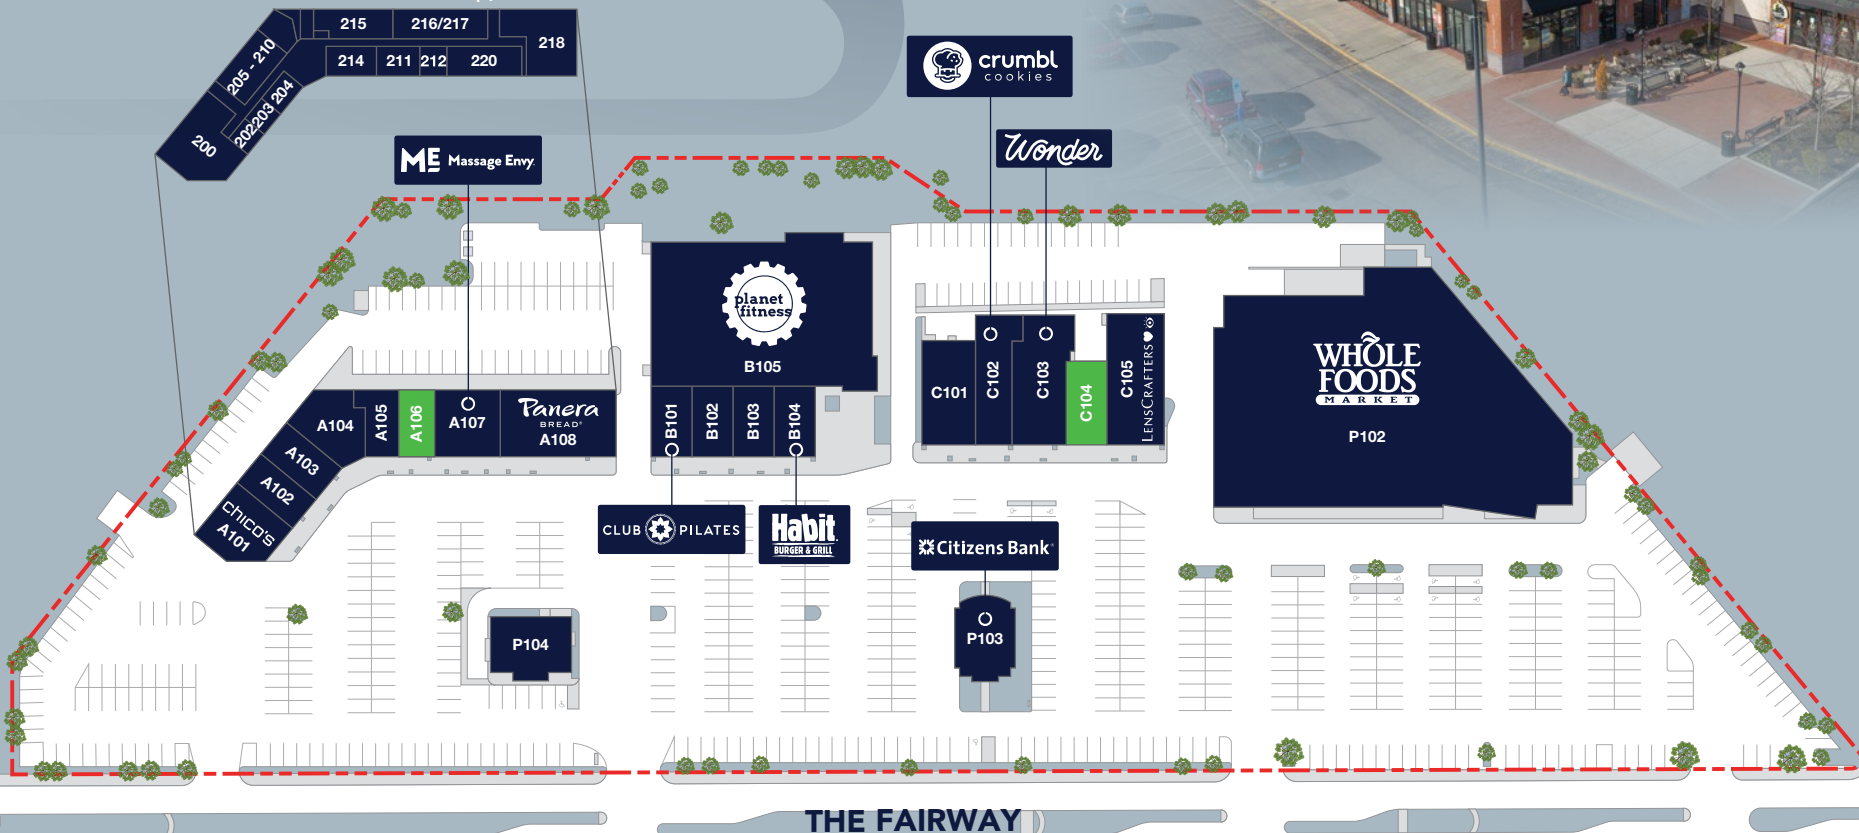 215
216/217
218
214
211
212
220
205 - 210
204
203
202
200
crumbl
cookies
Wonder
ME Massage Envy
planet
fitness
B105
B101
B102
B103
B104
A104
A105
A106
A107
Panera
BREAD
A108
A103
A102
chico's
A101
C101
C102
C103
C104
C105
LENSCRAFTERS
WHOLE
FOODS
MARKET
P102
CLUB PILATES
Habit
BURGER & GRILL
Citizens Bank
P103
P104
THE FAIRWAY